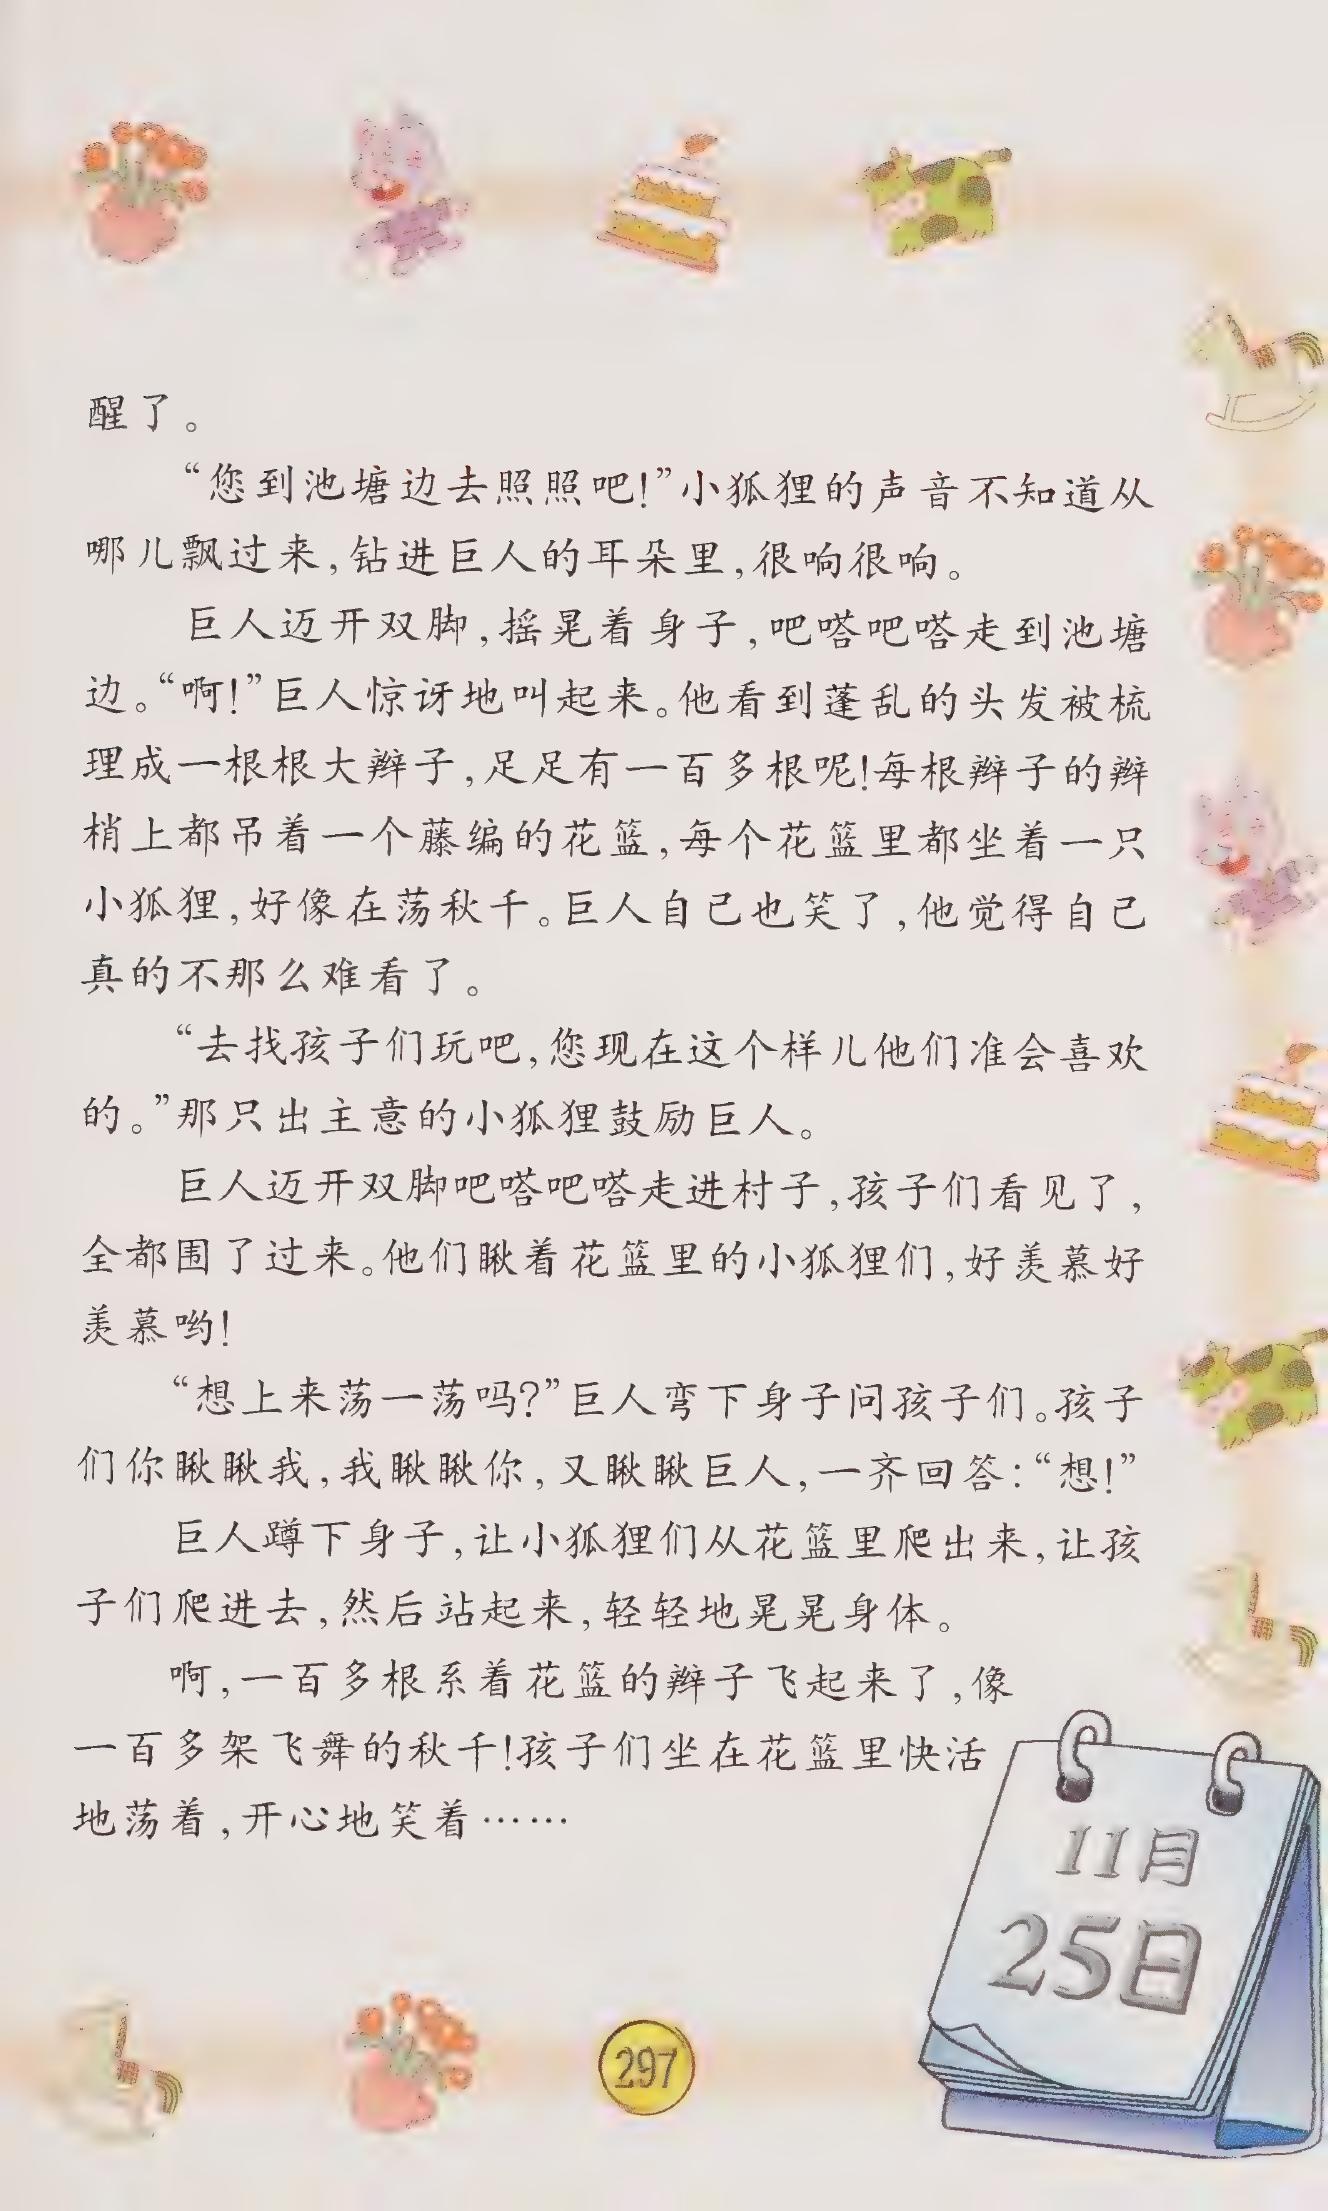 醒了。
“您到池塘边去照照吧!”小狐狸的声音不知道从
哪儿飘过来,钻进巨人的耳朵里,很响很响。
巨人迈开双脚,摇晃着身子,吧嗒吧嗒走到池塘
边。“啊!”巨人惊讶地叫起来。他看到蓬乱的头发被梳
理成一根根大辫子,足足有一百多根呢!每根辫子的辫
梢上都吊着一个藤编的花篮,每个花篮里都坐着一只
小狐狸,好像在荡秋千。巨人自己也笑了,他觉得自己
真的不那么难看了。
“去找孩子们玩吧,您现在这个样儿他们准会喜欢
的。”那只出主意的小狐狸鼓励巨人。
巨人迈开双脚吧嗒吧嗒走进村子,孩子们看见了,
全都围了过来。他们瞅着花篮里的小狐狸们,好羡慕好
羡慕哟!
“想上来荡一荡吗?”巨人弯下身子问孩子们。孩子
们你瞅瞅我,我瞅瞅你,又瞅瞅巨人,一齐回答:“想!”
巨人蹲下身子,让小狐狸们从花篮里爬出来,让孩
子们爬进去,然后站起来,轻轻地晃晃身体。
啊,一百多根系着花篮的辫子飞起来了,像
一百多架飞舞的秋千!孩子们坐在花篮里快活
地荡着,开心地笑着……
11月
25日
297